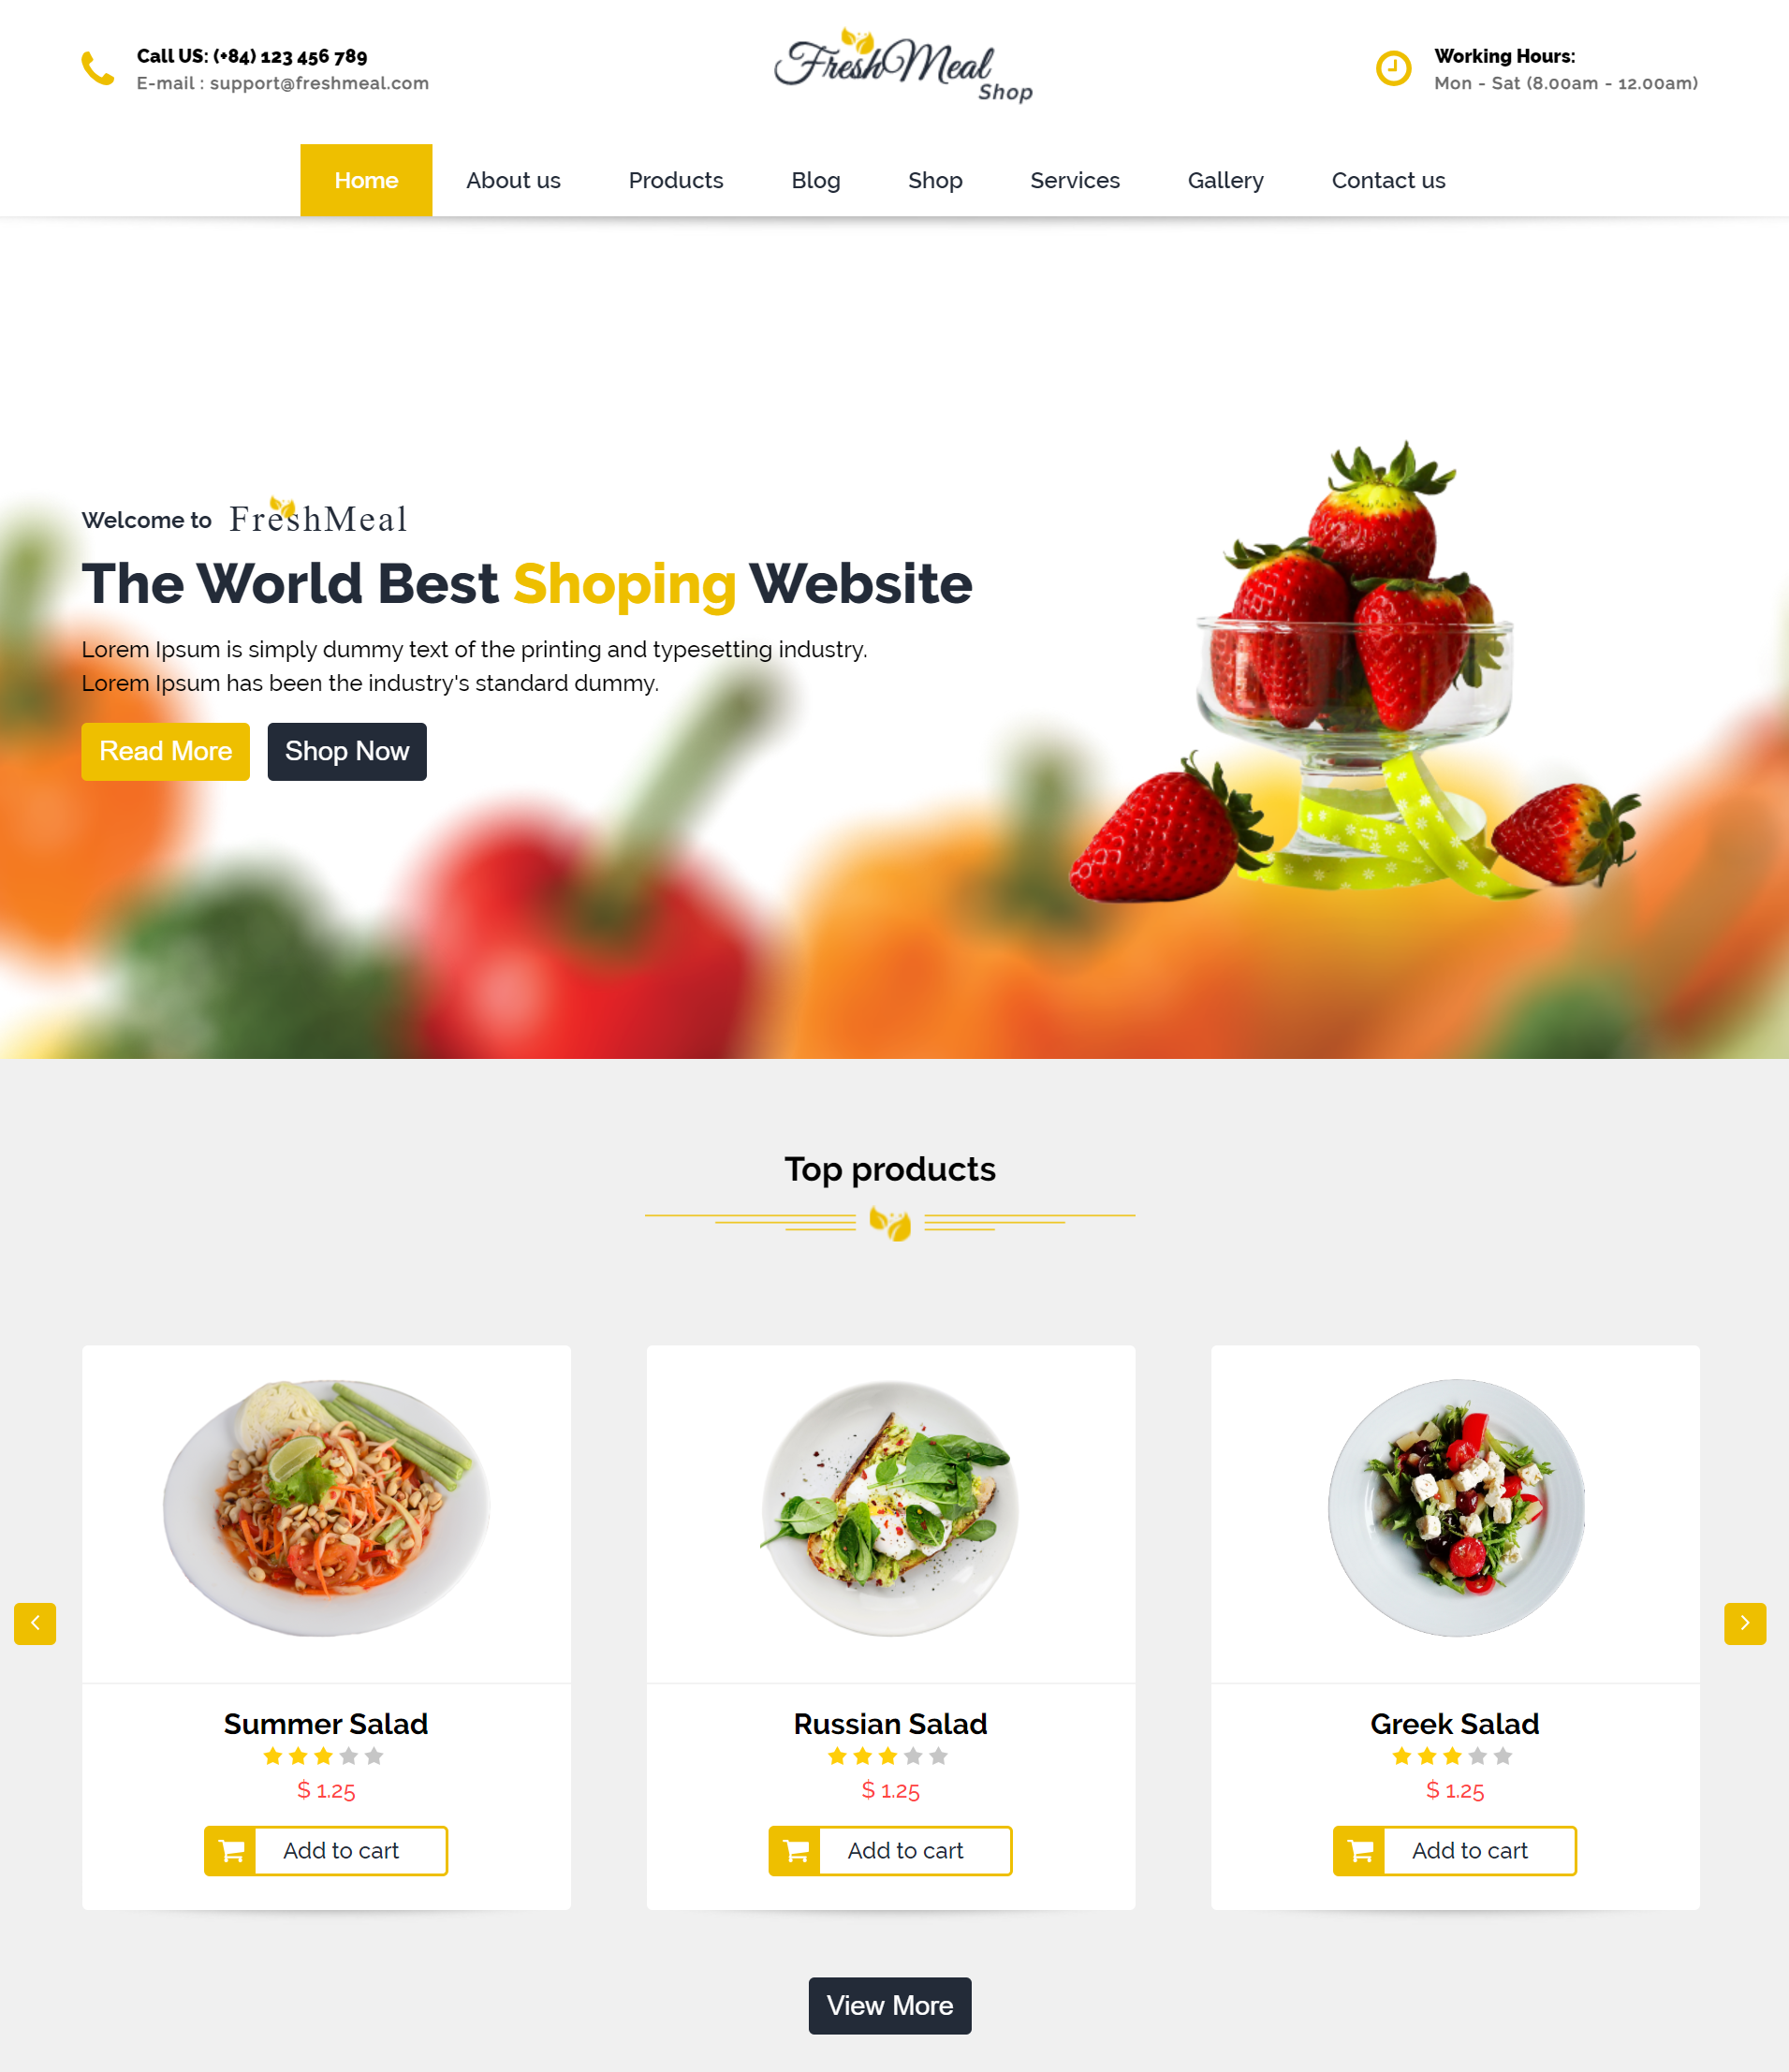 Call US: (+84) 123 456 789
E-mail : support@freshmeal.com
FreshMeal
Shop
Working Hours:
Mon - Sat (8.00am - 12.00am)
Home About us Products Blog Shop Services Gallery Contact us
Welcome to FreshMeal
The World Best Shoping Website
Lorem Ipsum is simply dummy text of the printing and typesetting industry.
Lorem Ipsum has been the industry's standard dummy.
Read More Shop Now
Top products
Summer Salad
$ 1.25
Add to cart
Russian Salad
$ 1.25
Add to cart
Greek Salad
$ 1.25
Add to cart
View More